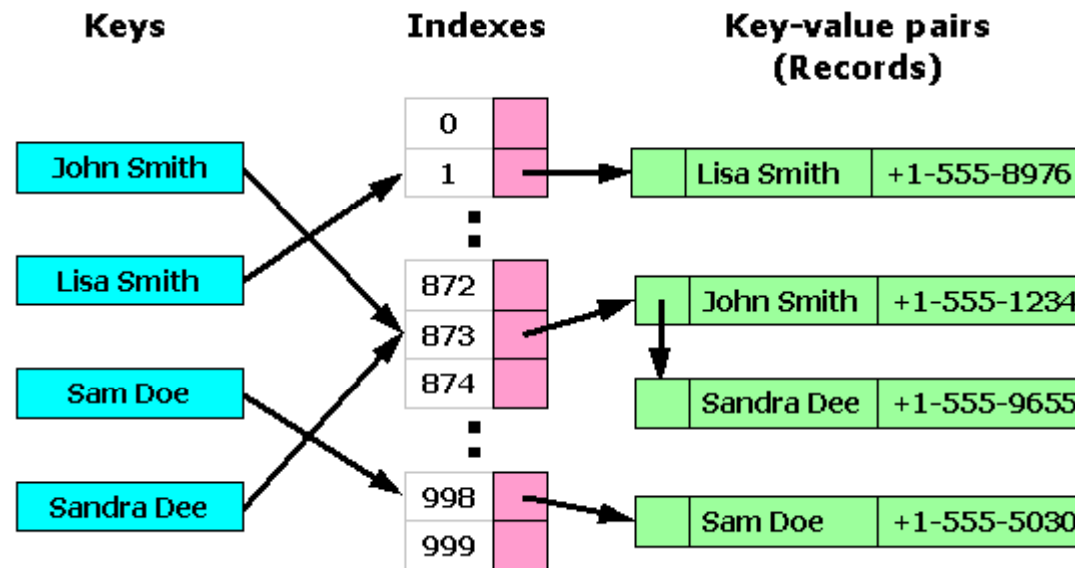 Keys
Indexes
Key-value pairs
(Records)
John Smith
Lisa Smith
Sam Doe
Sandra Dee
0
1
872
873
874
998
999
Lisa Smith +1-555-8976
John Smith +1-555-1234
Sandra Dee +1-555-9655
Sam Doe +1-555-5030